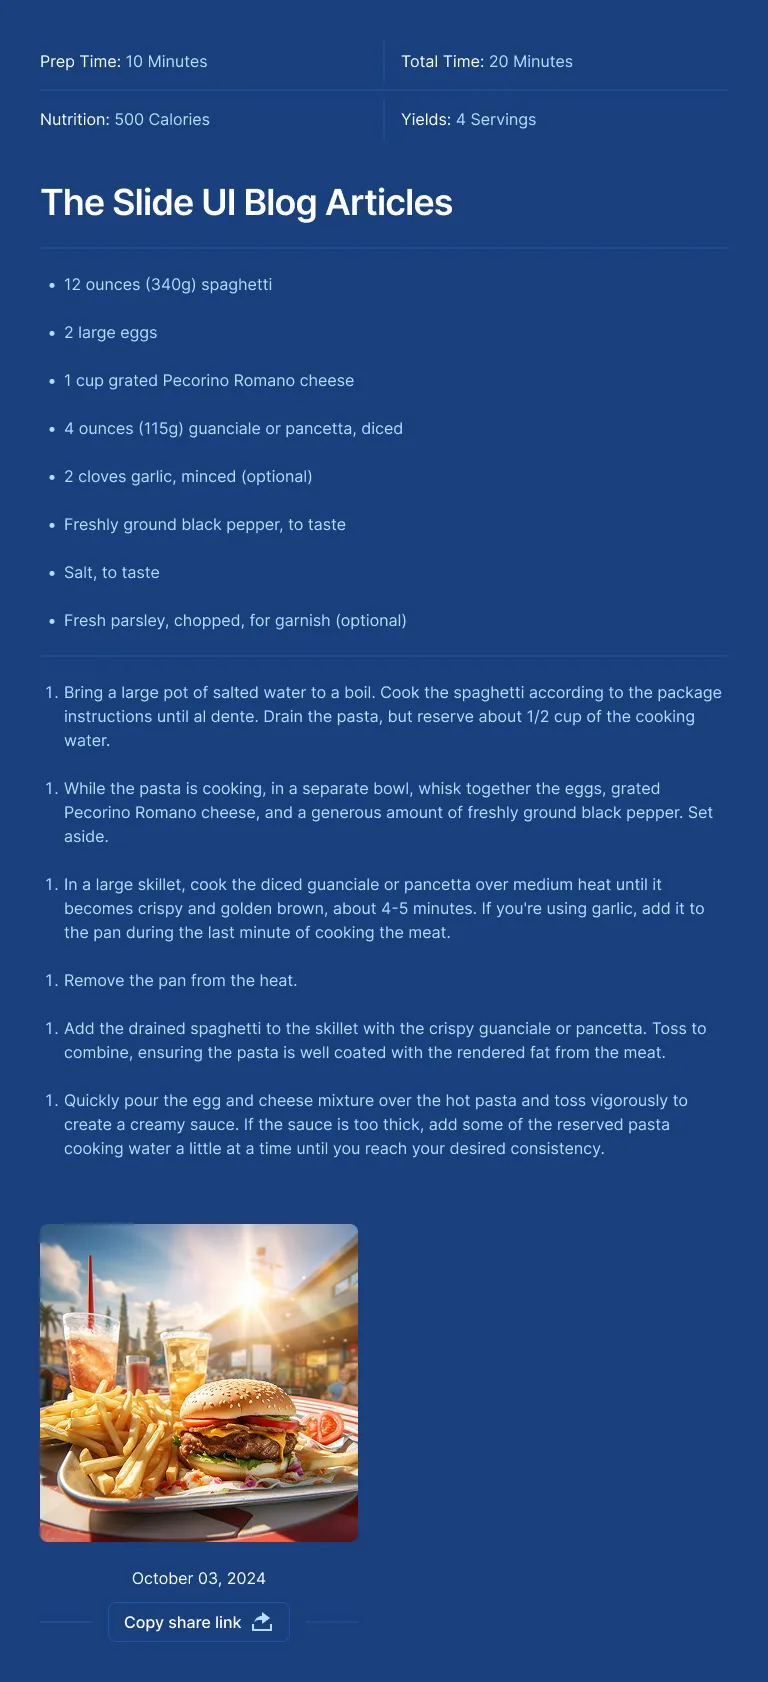 Prep Time: 10 Minutes
Total Time: 20 Minutes
Nutrition: 500 Calories
Yields: 4 Servings
The Slide UI Blog Articles
• 12 ounces (340g) spaghetti
• 2 large eggs
• 1 cup grated Pecorino Romano cheese
• 4 ounces (115g) guanciale or pancetta, diced
• 2 cloves garlic, minced (optional)
• Freshly ground black pepper, to taste
• Salt, to taste
• Fresh parsley, chopped, for garnish (optional)
1. Bring a large pot of salted water to a boil. Cook the spaghetti according to the package
instructions until al dente. Drain the pasta, but reserve about 1/2 cup of the cooking
water.
1. While the pasta is cooking, in a separate bowl, whisk together the eggs, grated
Pecorino Romano cheese, and a generous amount of freshly ground black pepper. Set
aside.
1. In a large skillet, cook the diced guanciale or pancetta over medium heat until it
becomes crispy and golden brown, about 4-5 minutes. If you're using garlic, add it to
the pan during the last minute of cooking the meat.
1. Remove the pan from the heat.
1. Add the drained spaghetti to the skillet with the crispy guanciale or pancetta. Toss to
combine, ensuring the pasta is well coated with the rendered fat from the meat.
1. Quickly pour the egg and cheese mixture over the hot pasta and toss vigorously to
create a creamy sauce. If the sauce is too thick, add some of the reserved pasta
cooking water a little at a time until you reach your desired consistency.
October 03, 2024
Copy share link